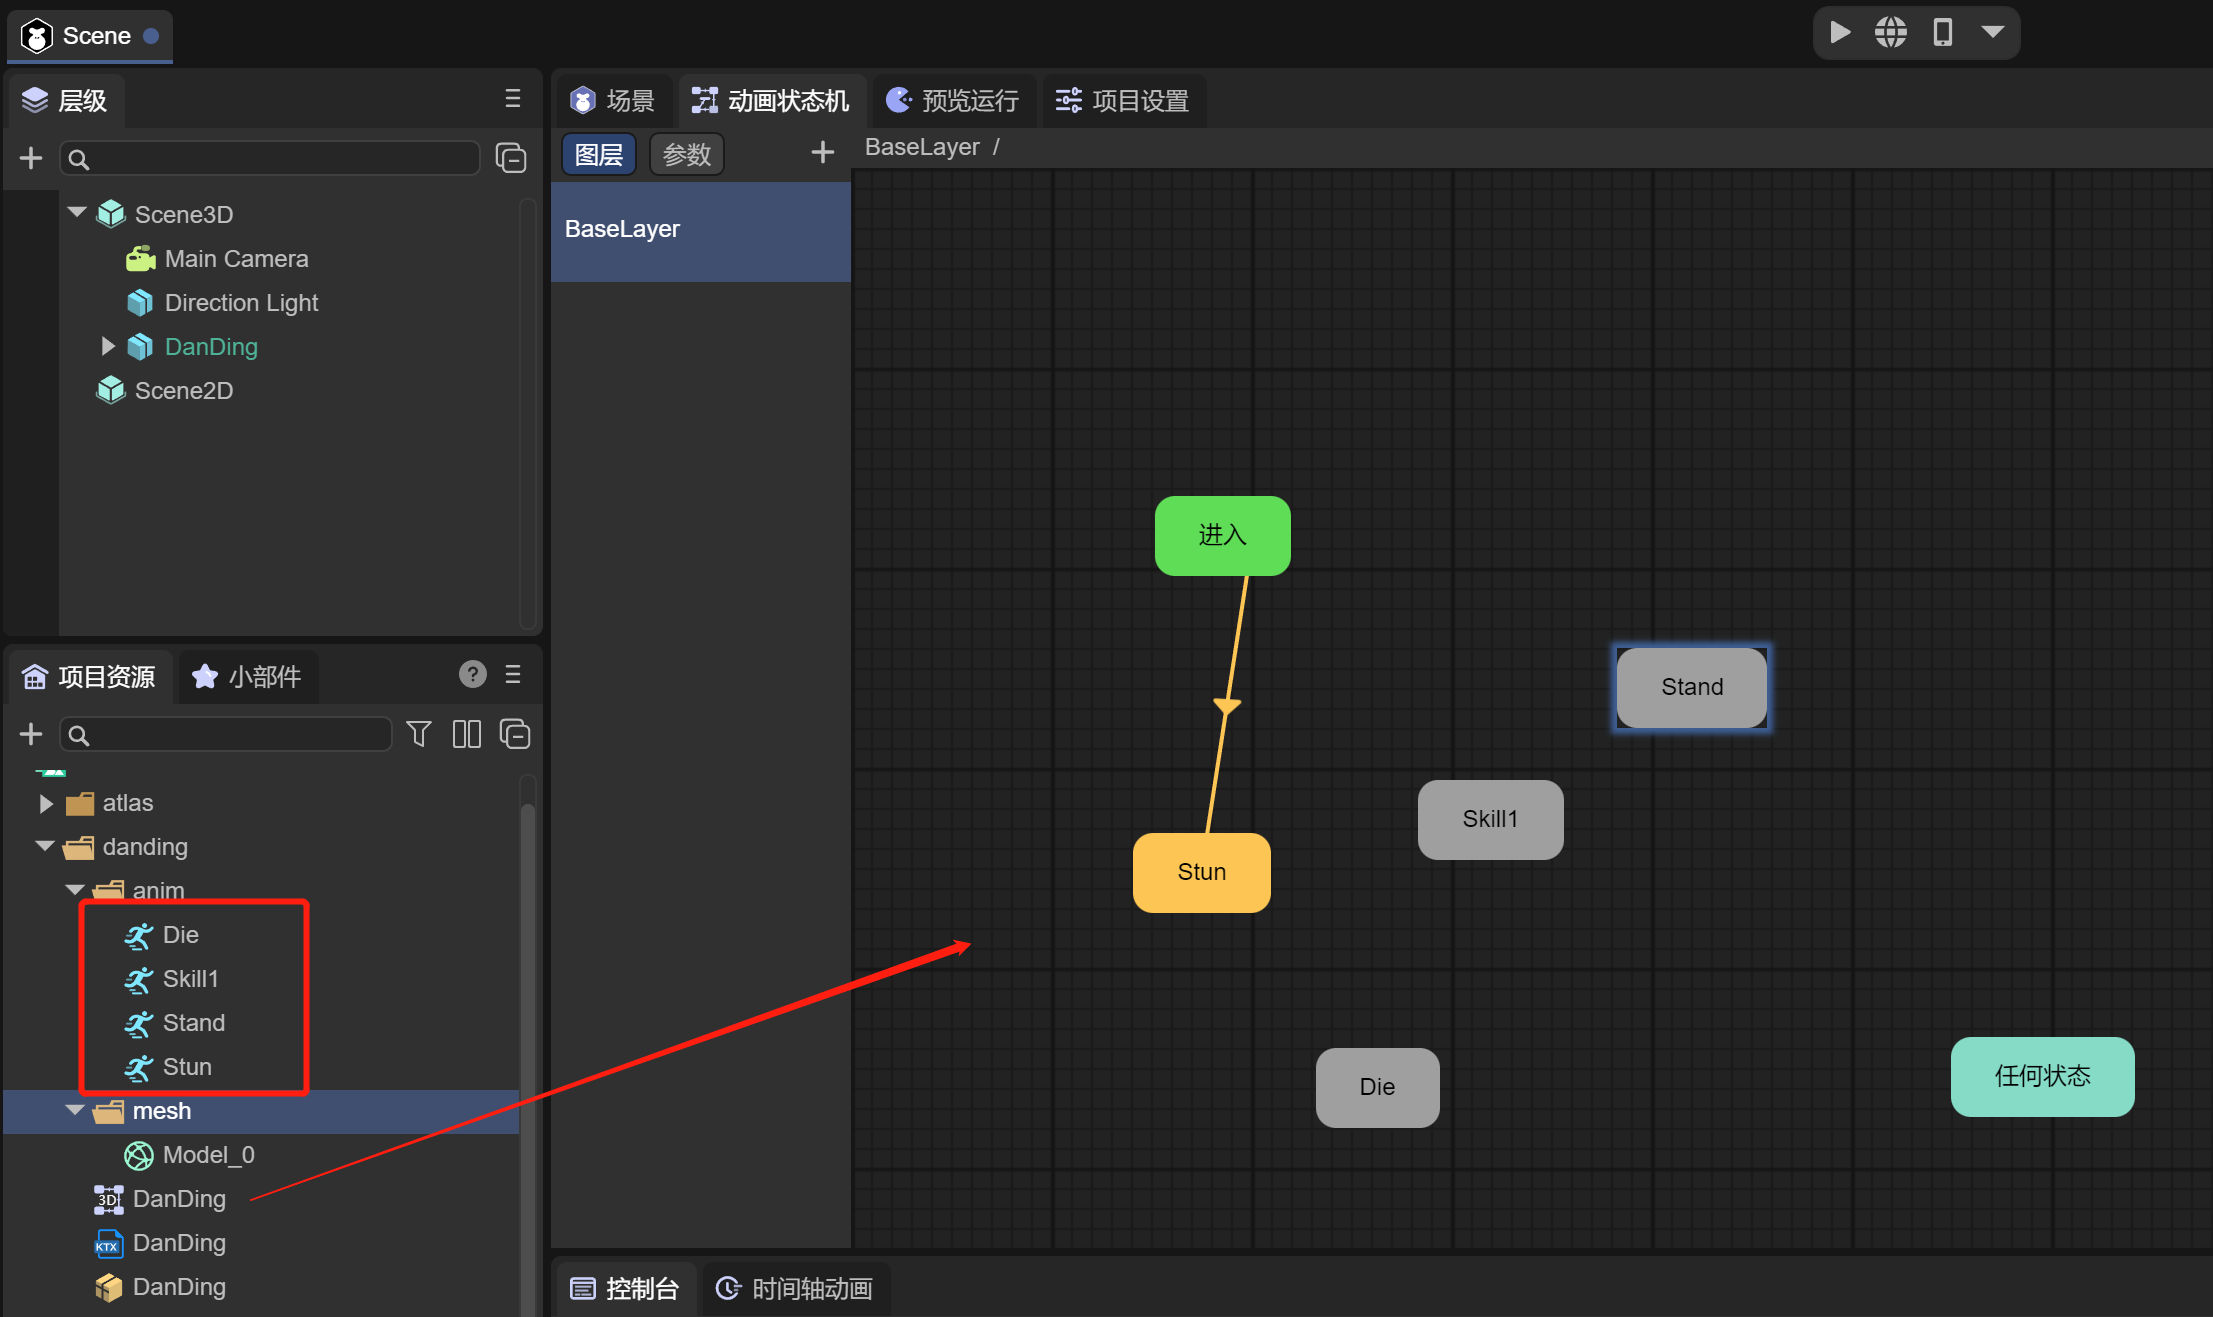 Scene
层级
Scene3D
Main Camera
Direction Light
DanDing
Scene2D
项目资源
小部件
?
atlas
danding
anim
Die
Skill1
Stand
Stun
mesh
Model_0
3D
DanDing
KTX
DanDing
DanDing
场景
动画状态机
预览运行
项目设置
图层
参数
BaseLayer /
BaseLayer
进入
Stand
Skill1
Stun
Die
任何状态
控制台
时间轴动画